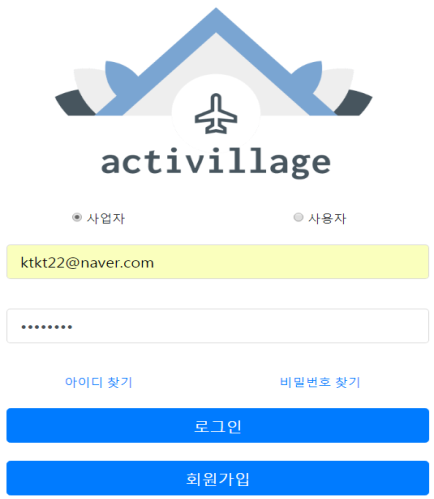 activillage
사업자 사용자
ktkt22@naver.com
••••••••
아이디 찾기 비밀번호 찾기
로그인
회원가입